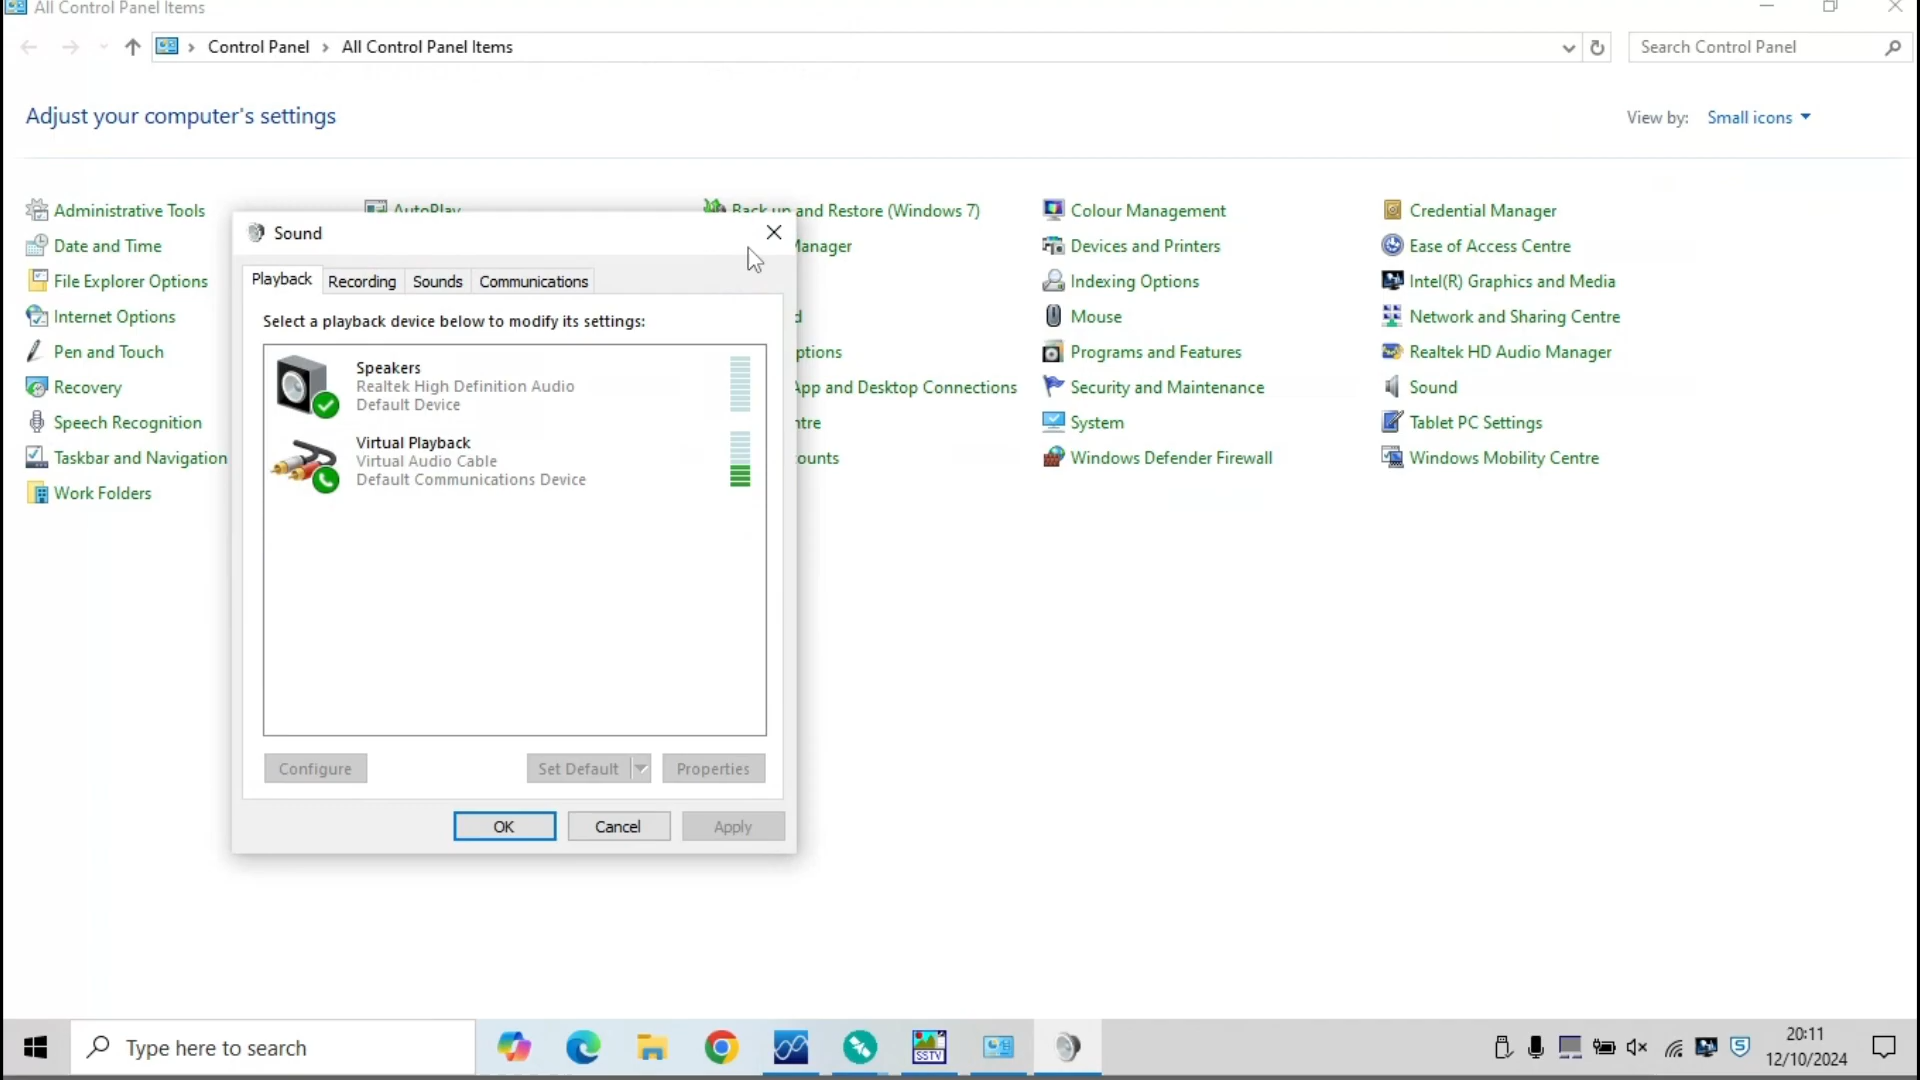 All Control Panel Items
Control Panel
All Control Panel Items
Search Control Panel
Adjust your computer's settings
View by:
Small icons
Administrative Tools
AutoPlay
Back up and Restore (Windows 7)
Colour Management
Credential Manager
Date and Time
Manager
Devices and Printers
Ease of Access Centre
File Explorer Options
Indexing Options
Intel(R) Graphics and Media
Internet Options
d
Mouse
Network and Sharing Centre
Pen and Touch
ptions
Programs and Features
Realtek HD Audio Manager
Recovery
App and Desktop Connections
Security and Maintenance
Sound
Speech Recognition
ntre
System
Tablet PC Settings
Taskbar and Navigation
ounts
Windows Defender Firewall
Windows Mobility Centre
Work Folders
Sound
Playback
Recording
Sounds
Communications
Select a playback device below to modify its settings:
Speakers
Realtek High Definition Audio
Default Device
Virtual Playback
Virtual Audio Cable
Default Communications Device
Configure
Set Default
Properties
OK
Cancel
Apply
Type here to search
SSTV
S
20:11
12/10/2024